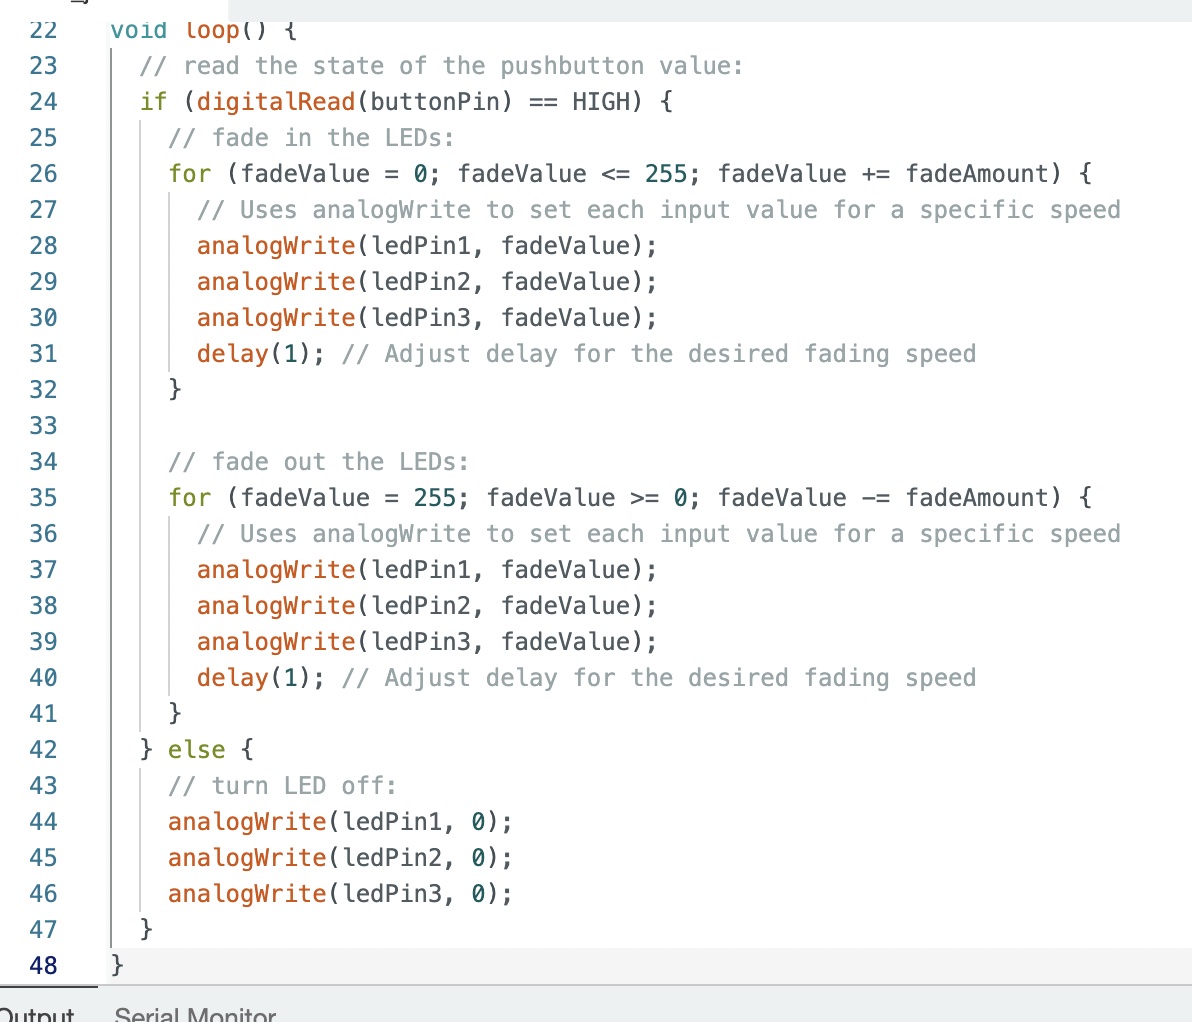 22 void loop() {
23 // read the state of the pushbutton value:
24 if (digitalRead(buttonPin) == HIGH) {
25 // fade in the LEDs:
26 for (fadeValue = 0; fadeValue <= 255; fadeValue += fadeAmount) {
27 // Uses analogWrite to set each input value for a specific speed
28 analogWrite(ledPin1, fadeValue);
29 analogWrite(ledPin2, fadeValue);
30 analogWrite(ledPin3, fadeValue);
31 delay(1); // Adjust delay for the desired fading speed
32 }
33
34 // fade out the LEDs:
35 for (fadeValue = 255; fadeValue >= 0; fadeValue -= fadeAmount) {
36 // Uses analogWrite to set each input value for a specific speed
37 analogWrite(ledPin1, fadeValue);
38 analogWrite(ledPin2, fadeValue);
39 analogWrite(ledPin3, fadeValue);
40 delay(1); // Adjust delay for the desired fading speed
41 }
42 } else {
43 // turn LED off:
44 analogWrite(ledPin1, 0);
45 analogWrite(ledPin2, 0);
46 analogWrite(ledPin3, 0);
47 }
48 }
Output Serial Monitor